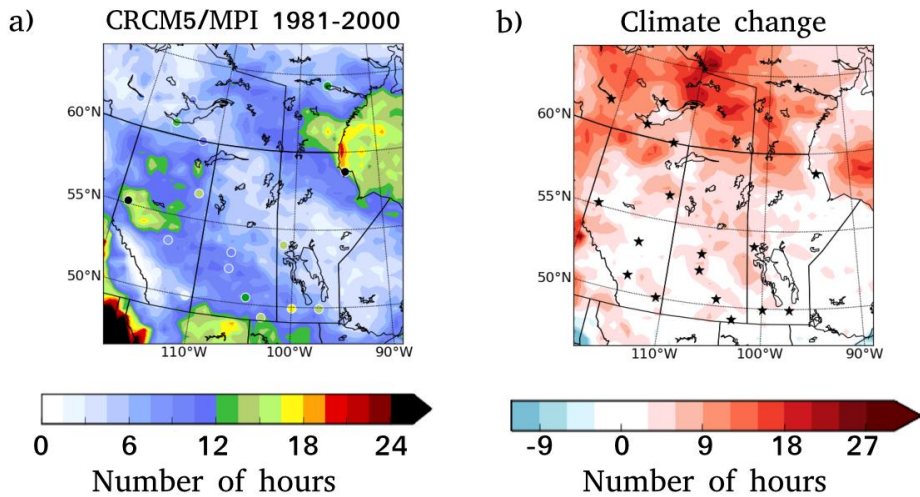 a) CRCM5/MPI 1981-2000
60°N
55°N
50°N
110°W 100°W 90°W
0 6 12 18 24
Number of hours
b) Climate change
60°N
55°N
50°N
110°W 100°W 90°W
-9 0 9 18 27
Number of hours